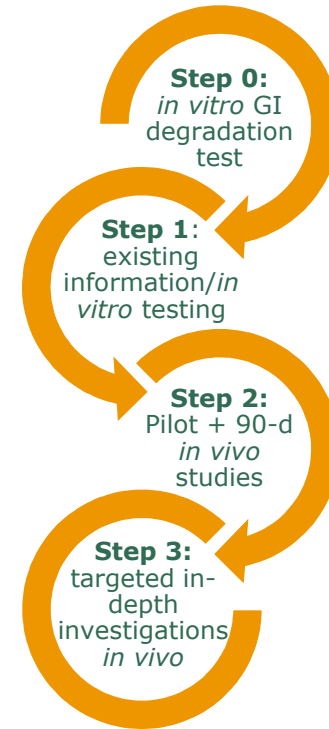 Step 0:
in vitro GI
degradation
test
Step 1:
existing
information/in
vitro testing
Step 2:
Pilot + 90-d
in vivo
studies
Step 3:
targeted in-
depth
investigations
in vivo